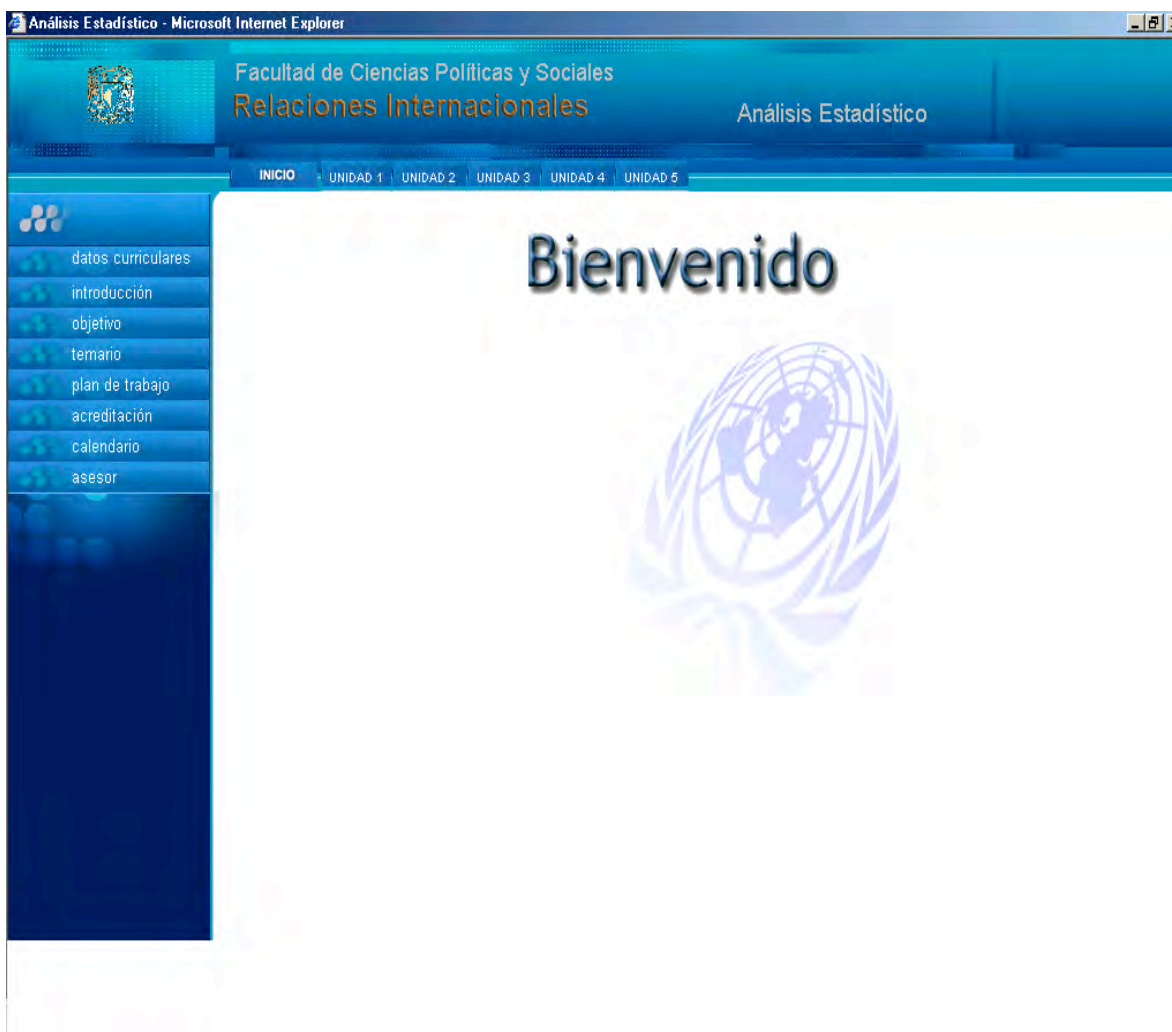 Análisis Estadístico - Microsoft Internet Explorer
Facultad de Ciencias Políticas y Sociales
Relaciones Internacionales
Análisis Estadístico
INICIO UNIDAD 1 UNIDAD 2 UNIDAD 3 UNIDAD 4 UNIDAD 5
Bienvenido
datos curriculares
introducción
objetivo
temario
plan de trabajo
acreditación
calendario
asesor